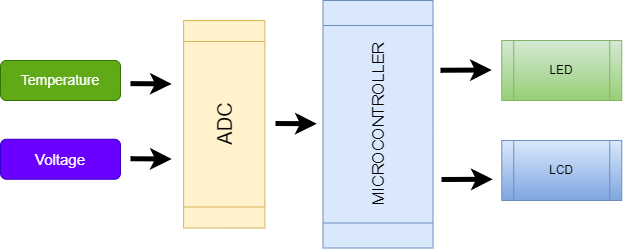 Temperature
Voltage
ADC
MICROCONTROLLER
LED
LCD